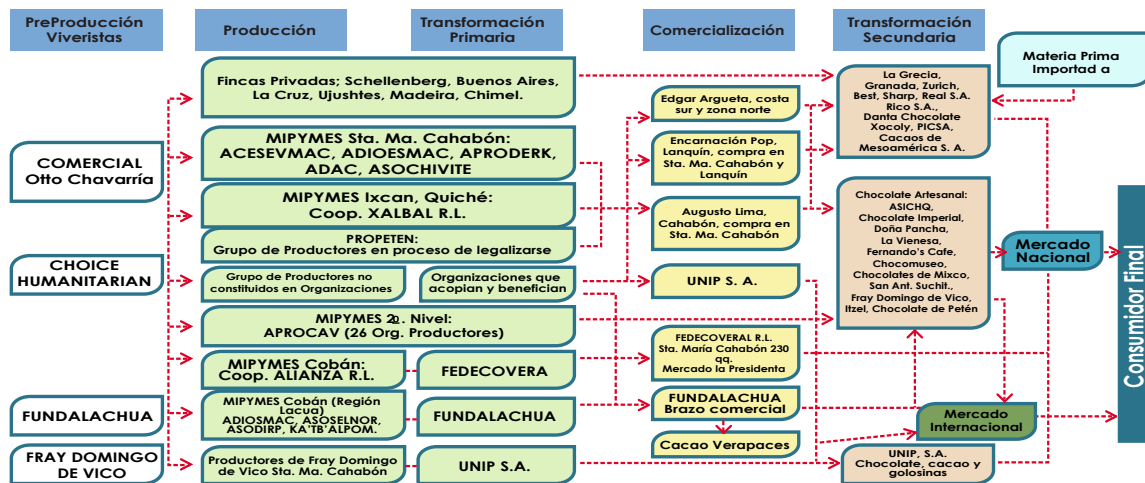 PreProducción
Viveristas
Producción
Transformación
Primaria
Comercialización
Transformación
Secundaria
COMERCIAL
Otto Chavarría
CHOICE
HUMANITARIAN
FUNDALACHUA
FRAY DOMINGO
DE VICO
Fincas Privadas; Schellenberg, Buenos Aires,
La Cruz, Ujushtes, Madeira, Chimel.
MIPYMES Sta. Ma. Cahabón:
ACESEVMAC, ADIOESMAC, APRODERK,
ADAC, ASOCHIVITE
MIPYMES Ixcan, Quiché:
Coop. XALBAL R.L.
PROPETEN:
Grupo de Productores en proceso de legalizarse
Grupo de Productores no
constituidos en Organizaciones
Organizaciones que
acopian y benefician
MIPYMES 2o. Nivel:
APROCAV (26 Org. Productores)
MIPYMES Cobán:
Coop. ALIANZA R.L.
FEDECOVERA
MIPYMES Cobán (Región
Lacua)
ADIOSMAC, ASOSELNOR,
ASODIRP, KA'TB'ALPOM.
FUNDALACHUA
Productores de Fray Domingo
de Vico Sta. Ma. Cahabón
UNIP S.A.
Edgar Argueta, costa
sur y zona norte
Encarnación Pop,
Lanquín, compra en
Sta. Ma. Cahabón y
Lanquín
Augusto Lima,
Cahabón, compra en
Sta. Ma. Cahabón
UNIP S. A.
FEDECOVERAL R.L.
Sta. María Cahabón 230
qq.
Mercado la Presidenta
FUNDALACHUA
Brazo comercial
Cacao Verapaces
La Grecia,
Granada, Zurich,
Best, Sharp, Real S.A.
Rico S.A.,
Danta Chocolate
Xocoly, PICSA,
Cacaos de
Mesoamérica S. A.
Chocolate Artesanal:
ASICHQ,
Chocolate Imperial,
Doña Pancha,
La Vienesa,
Fernando's Cafe,
Chocomuseo,
Chocolates de Mixco,
San Ant. Suchit.,
Fray Domingo de Vico,
Itzel, Chocolate de Petén
UNIP, S.A.
Chocolate, cacao y
golosinas
Materia Prima
Importad a
Mercado
Nacional
Mercado
Internacional
Consumidor Final